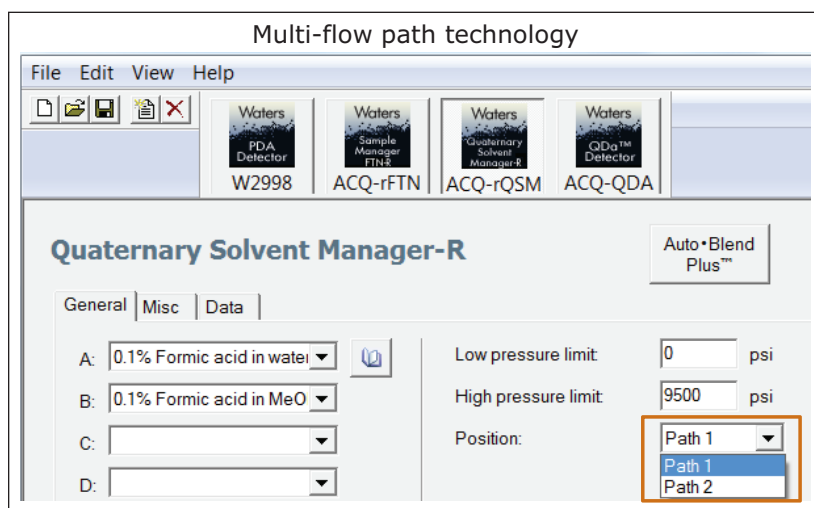 Multi-flow path technology
File Edit View Help
Waters
PDA
Detector
W2998
Waters
Sample
Manager
FTN-R
ACQ-rFTN
Waters
Quaternary
Solvent
Manager-R
ACQ-rQSM
Waters
QDa™
Detector
ACQ-QDA
Quaternary Solvent Manager-R
Auto•Blend
Plus™
General Misc Data
A: 0.1% Formic acid in water
Low pressure limit: 0 psi
B: 0.1% Formic acid in MeO
High pressure limit: 9500 psi
C:
Position: Path 1
Path 1
D:
Path 2